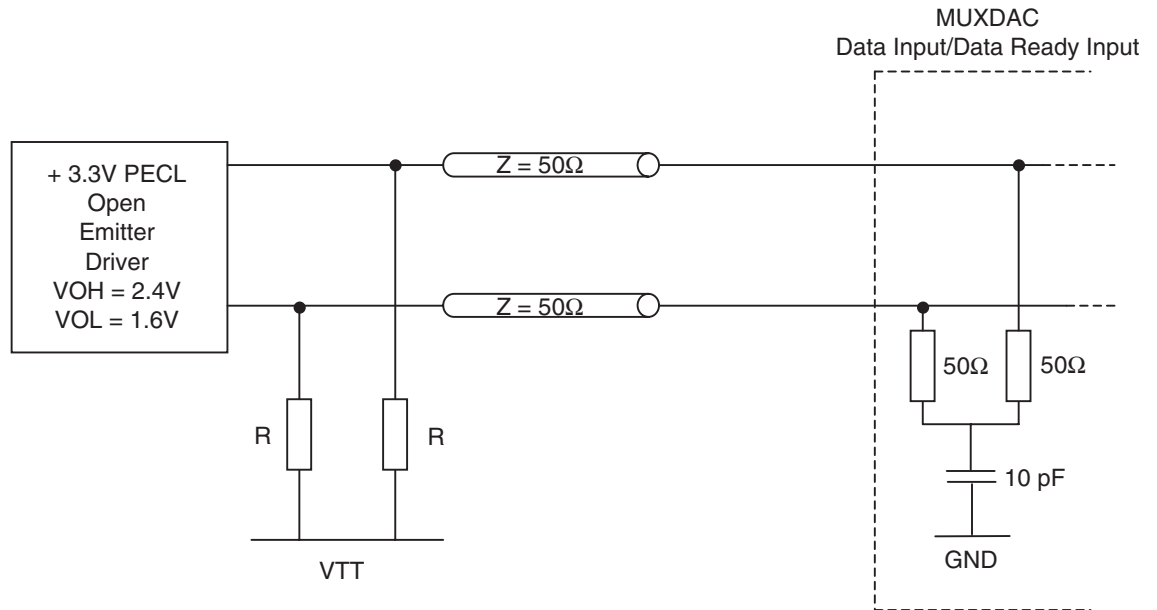 MUXDAC
Data Input/Data Ready Input
+ 3.3V PECL
Open
Emitter
Driver
VOH = 2.4V
VOL = 1.6V
Z = 50Ω
Z = 50Ω
50Ω
50Ω
R
R
10 pF
GND
VTT